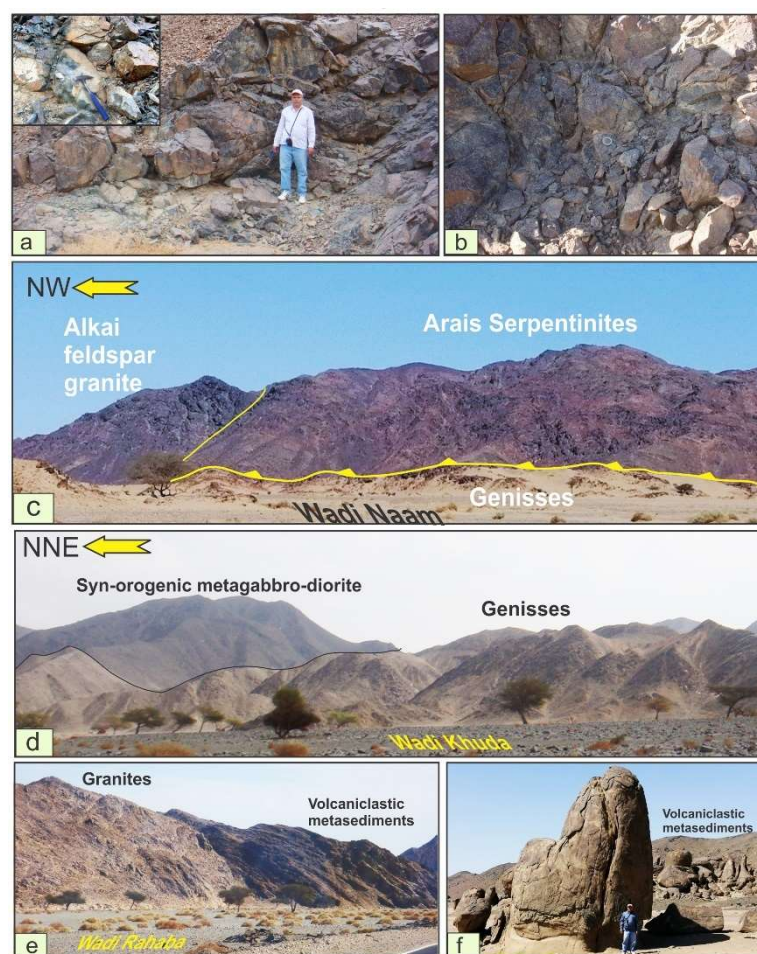 a
b
NW
Alkai
feldspar
granite
Arais Serpentinites
Genisses
Wadi Naam
c
NNE
Syn-orogenic metagabbro-diorite
Genisses
Wadi Khuda
d
Granites
Volcaniclastic
metasediments
Wadi Rahaba
e
Volcaniclastic
metasediments
f